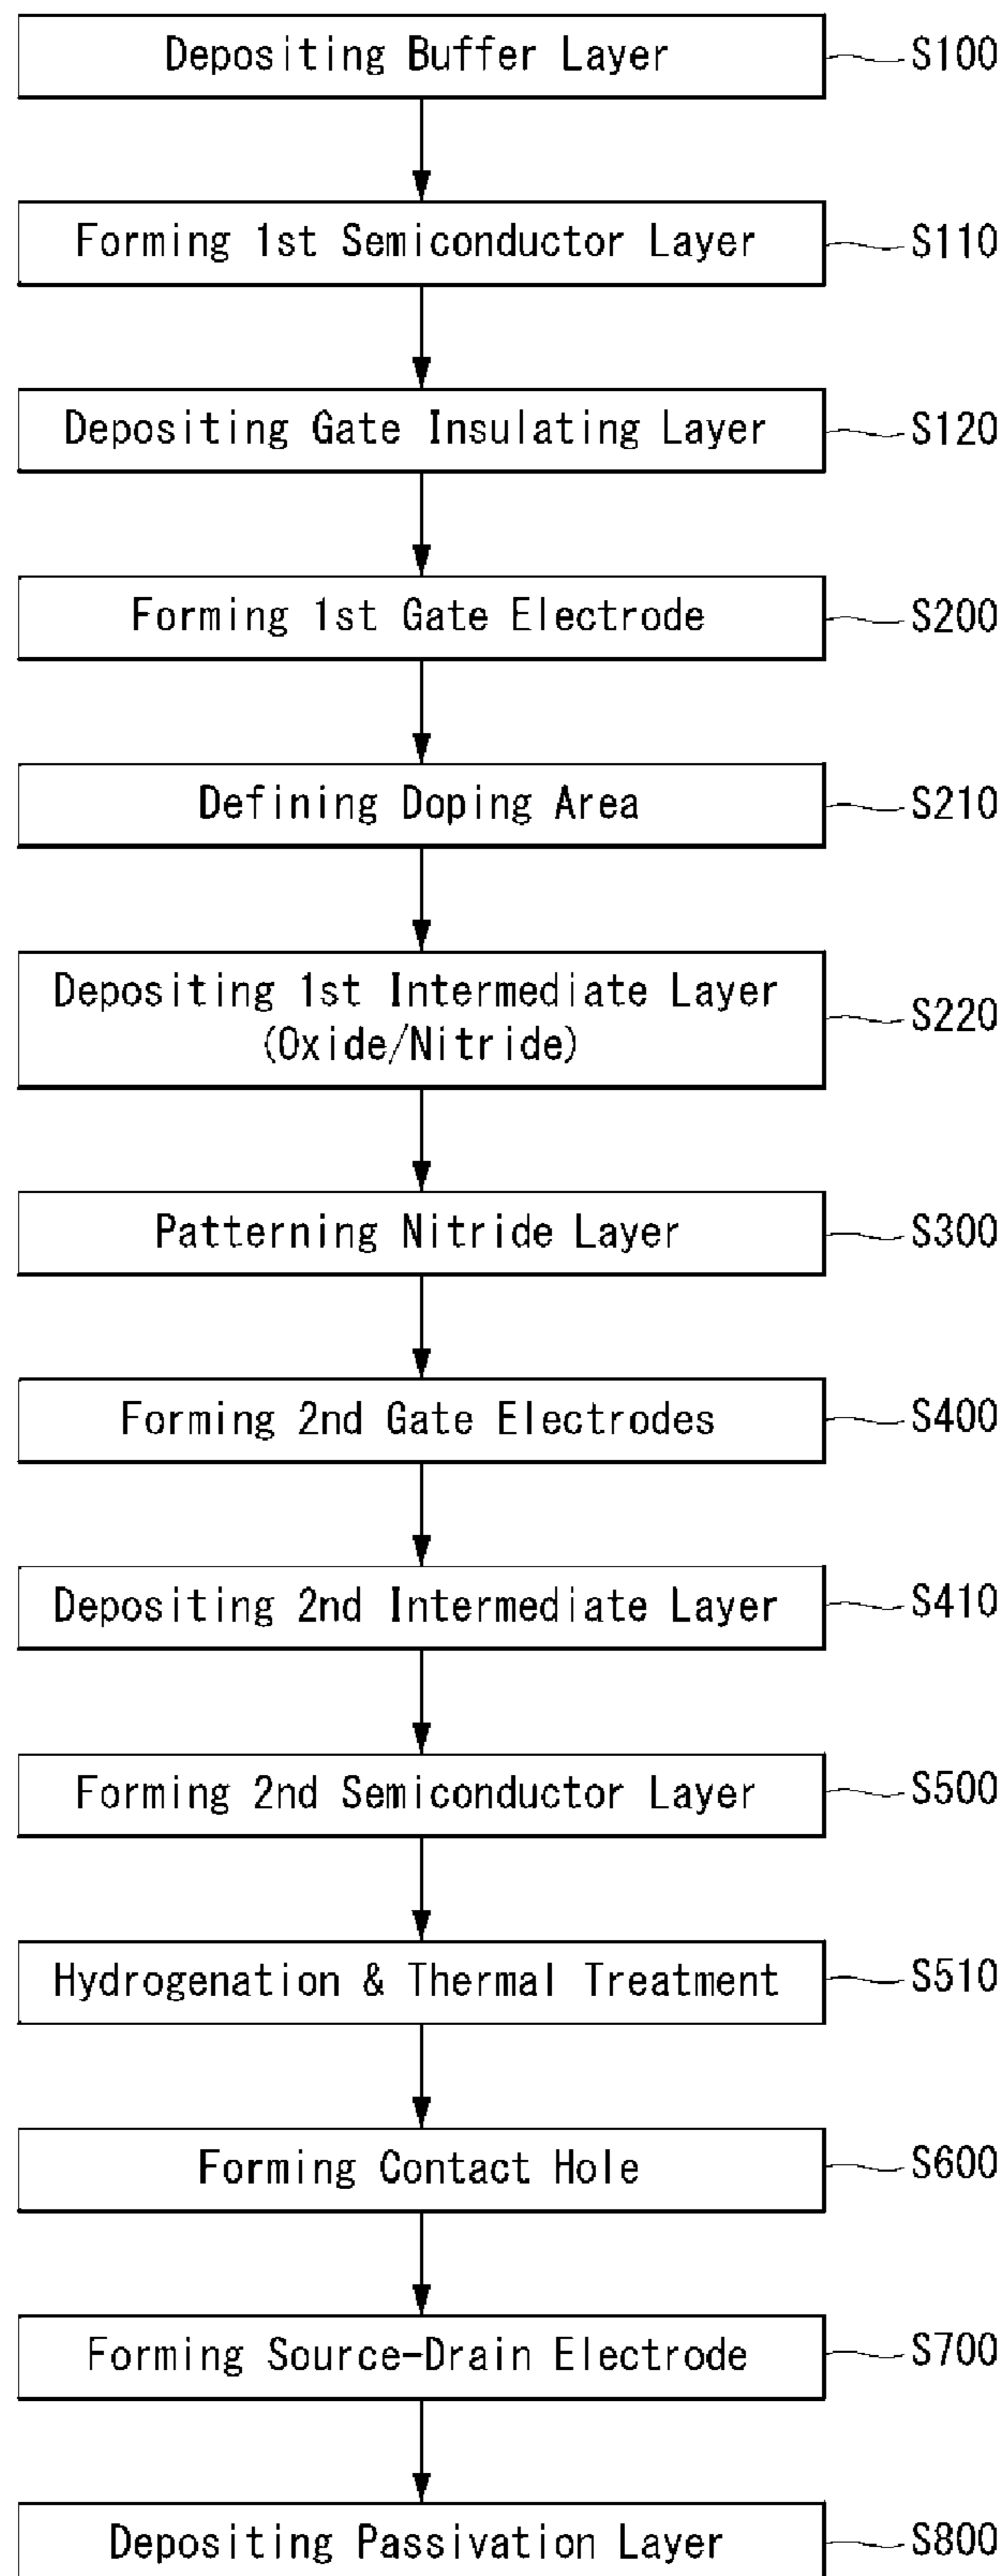 Depositing Buffer Layer S100
Forming 1st Semiconductor Layer S110
Depositing Gate Insulating Layer S120
Forming 1st Gate Electrode S200
Defining Doping Area S210
Depositing 1st Intermediate Layer
(Oxide/Nitride) S220
Patterning Nitride Layer S300
Forming 2nd Gate Electrodes S400
Depositing 2nd Intermediate Layer S410
Forming 2nd Semiconductor Layer S500
Hydrogenation & Thermal Treatment S510
Forming Contact Hole S600
Forming Source-Drain Electrode S700
Depositing Passivation Layer S800